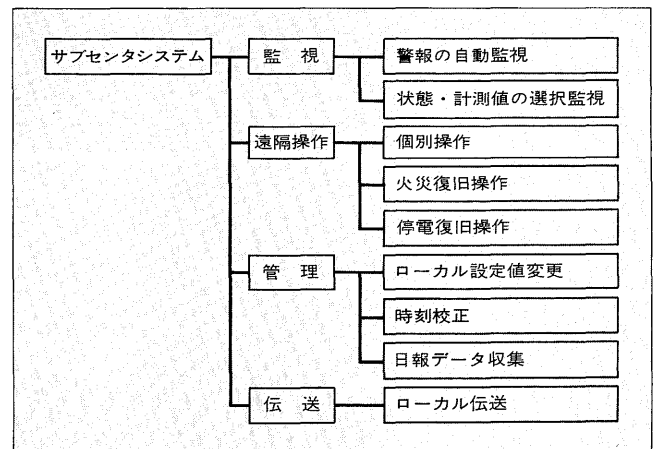 サブセンタシステム
監 視
警報の自動監視
状態・計測値の選択監視
遠隔操作
個別操作
火災復旧操作
停電復旧操作
管 理
ローカル設定値変更
時刻校正
日報データ収集
伝 送
ローカル伝送